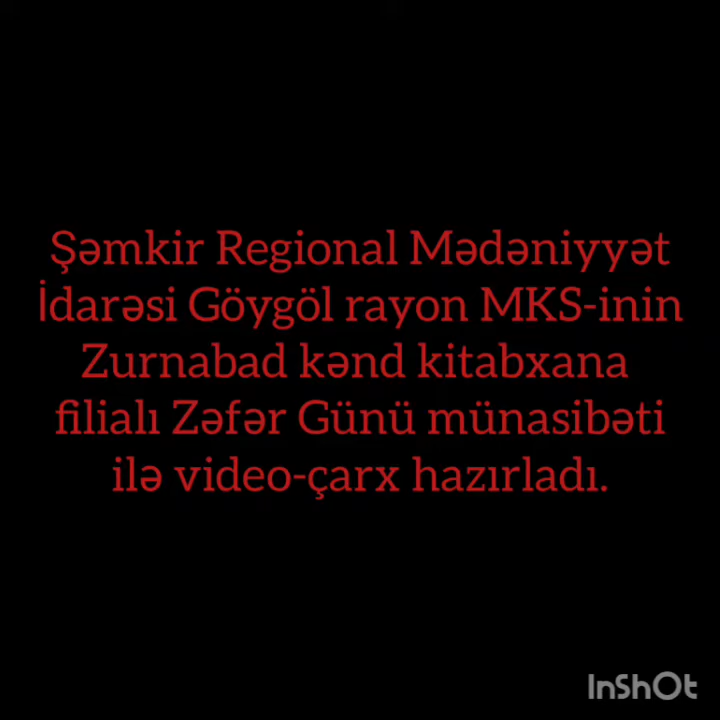 Şəmkir Regional Mədəniyyət
İdarəsi Göygöl rayon MKS-inin
Zurnabad kənd kitabxana
filialı Zəfər Günü münasibəti
ilə video-çarx hazırladı.
InShOt